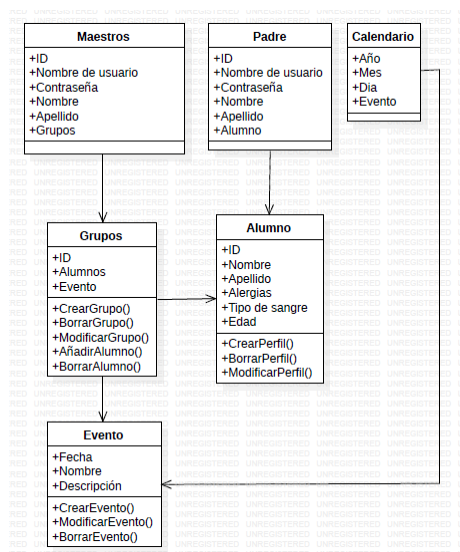 Maestros
+ID
+Nombre de usuario
+Contraseña
+Nombre
+Apellido
+Grupos
Padre
+ID
+Nombre de usuario
+Contraseña
+Nombre
+Apellido
+Alumno
Calendario
+Año
+Mes
+Dia
+Evento
Grupos
+ID
+Alumnos
+Evento
+CrearGrupo()
+BorrarGrupo()
+ModificarGrupo()
+AñadirAlumno()
+BorrarAlumno()
Alumno
+ID
+Nombre
+Apellido
+Alergias
+Tipo de sangre
+Edad
+CrearPerfil()
+BorrarPerfil()
+ModificarPerfil()
Evento
+Fecha
+Nombre
+Descripción
+CrearEvento()
+ModificarEvento()
+BorrarEvento()